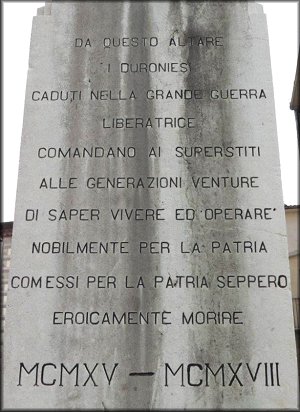 DA QUESTO ALTARE
I DURONIESI
CADUTI NELLA GRANDE GUERRA
LIBERATRICE
COMANDANO AI SUPERSTITI
ALLE GENERAZIONI VENTURE
DI SAPER VIVERE ED OPERARE
NOBILMENTE PER LA PATRIA
COM ESSI PER LA PATRIA SEPPERO
EROICAMENTE MORIRE
MCMXV — MCMXVIII